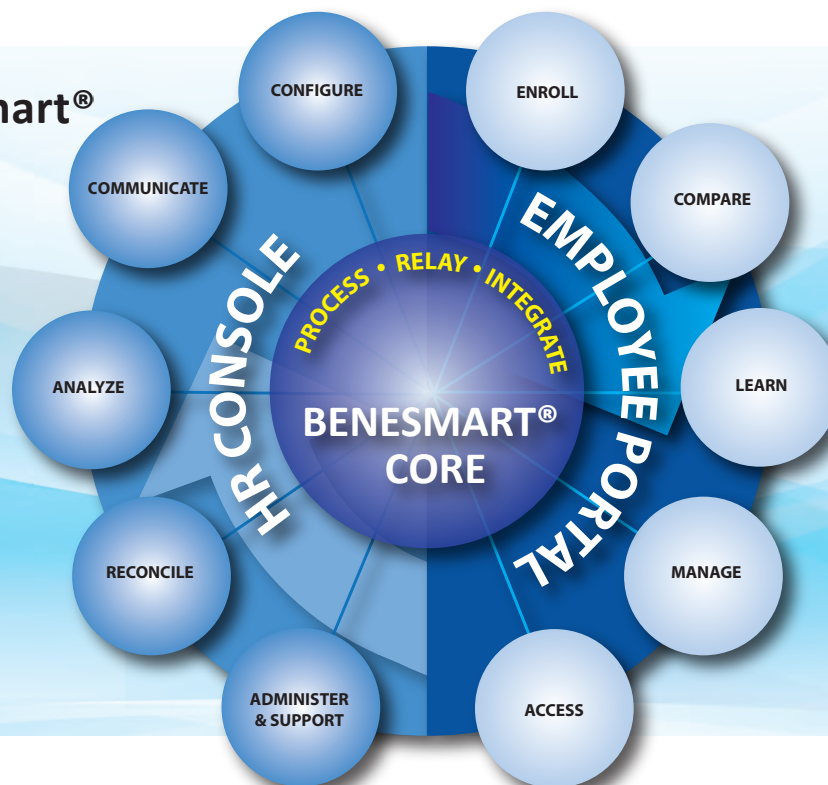 mart®
CONFIGURE
COMMUNICATE
ANALYZE
RECONCILE
ADMINISTER
& SUPPORT
HR CONSOLE
PROCESS • RELAY • INTEGRATE
BENESMART®
CORE
EMPLOYEE PORTAL
ENROLL
COMPARE
LEARN
MANAGE
ACCESS